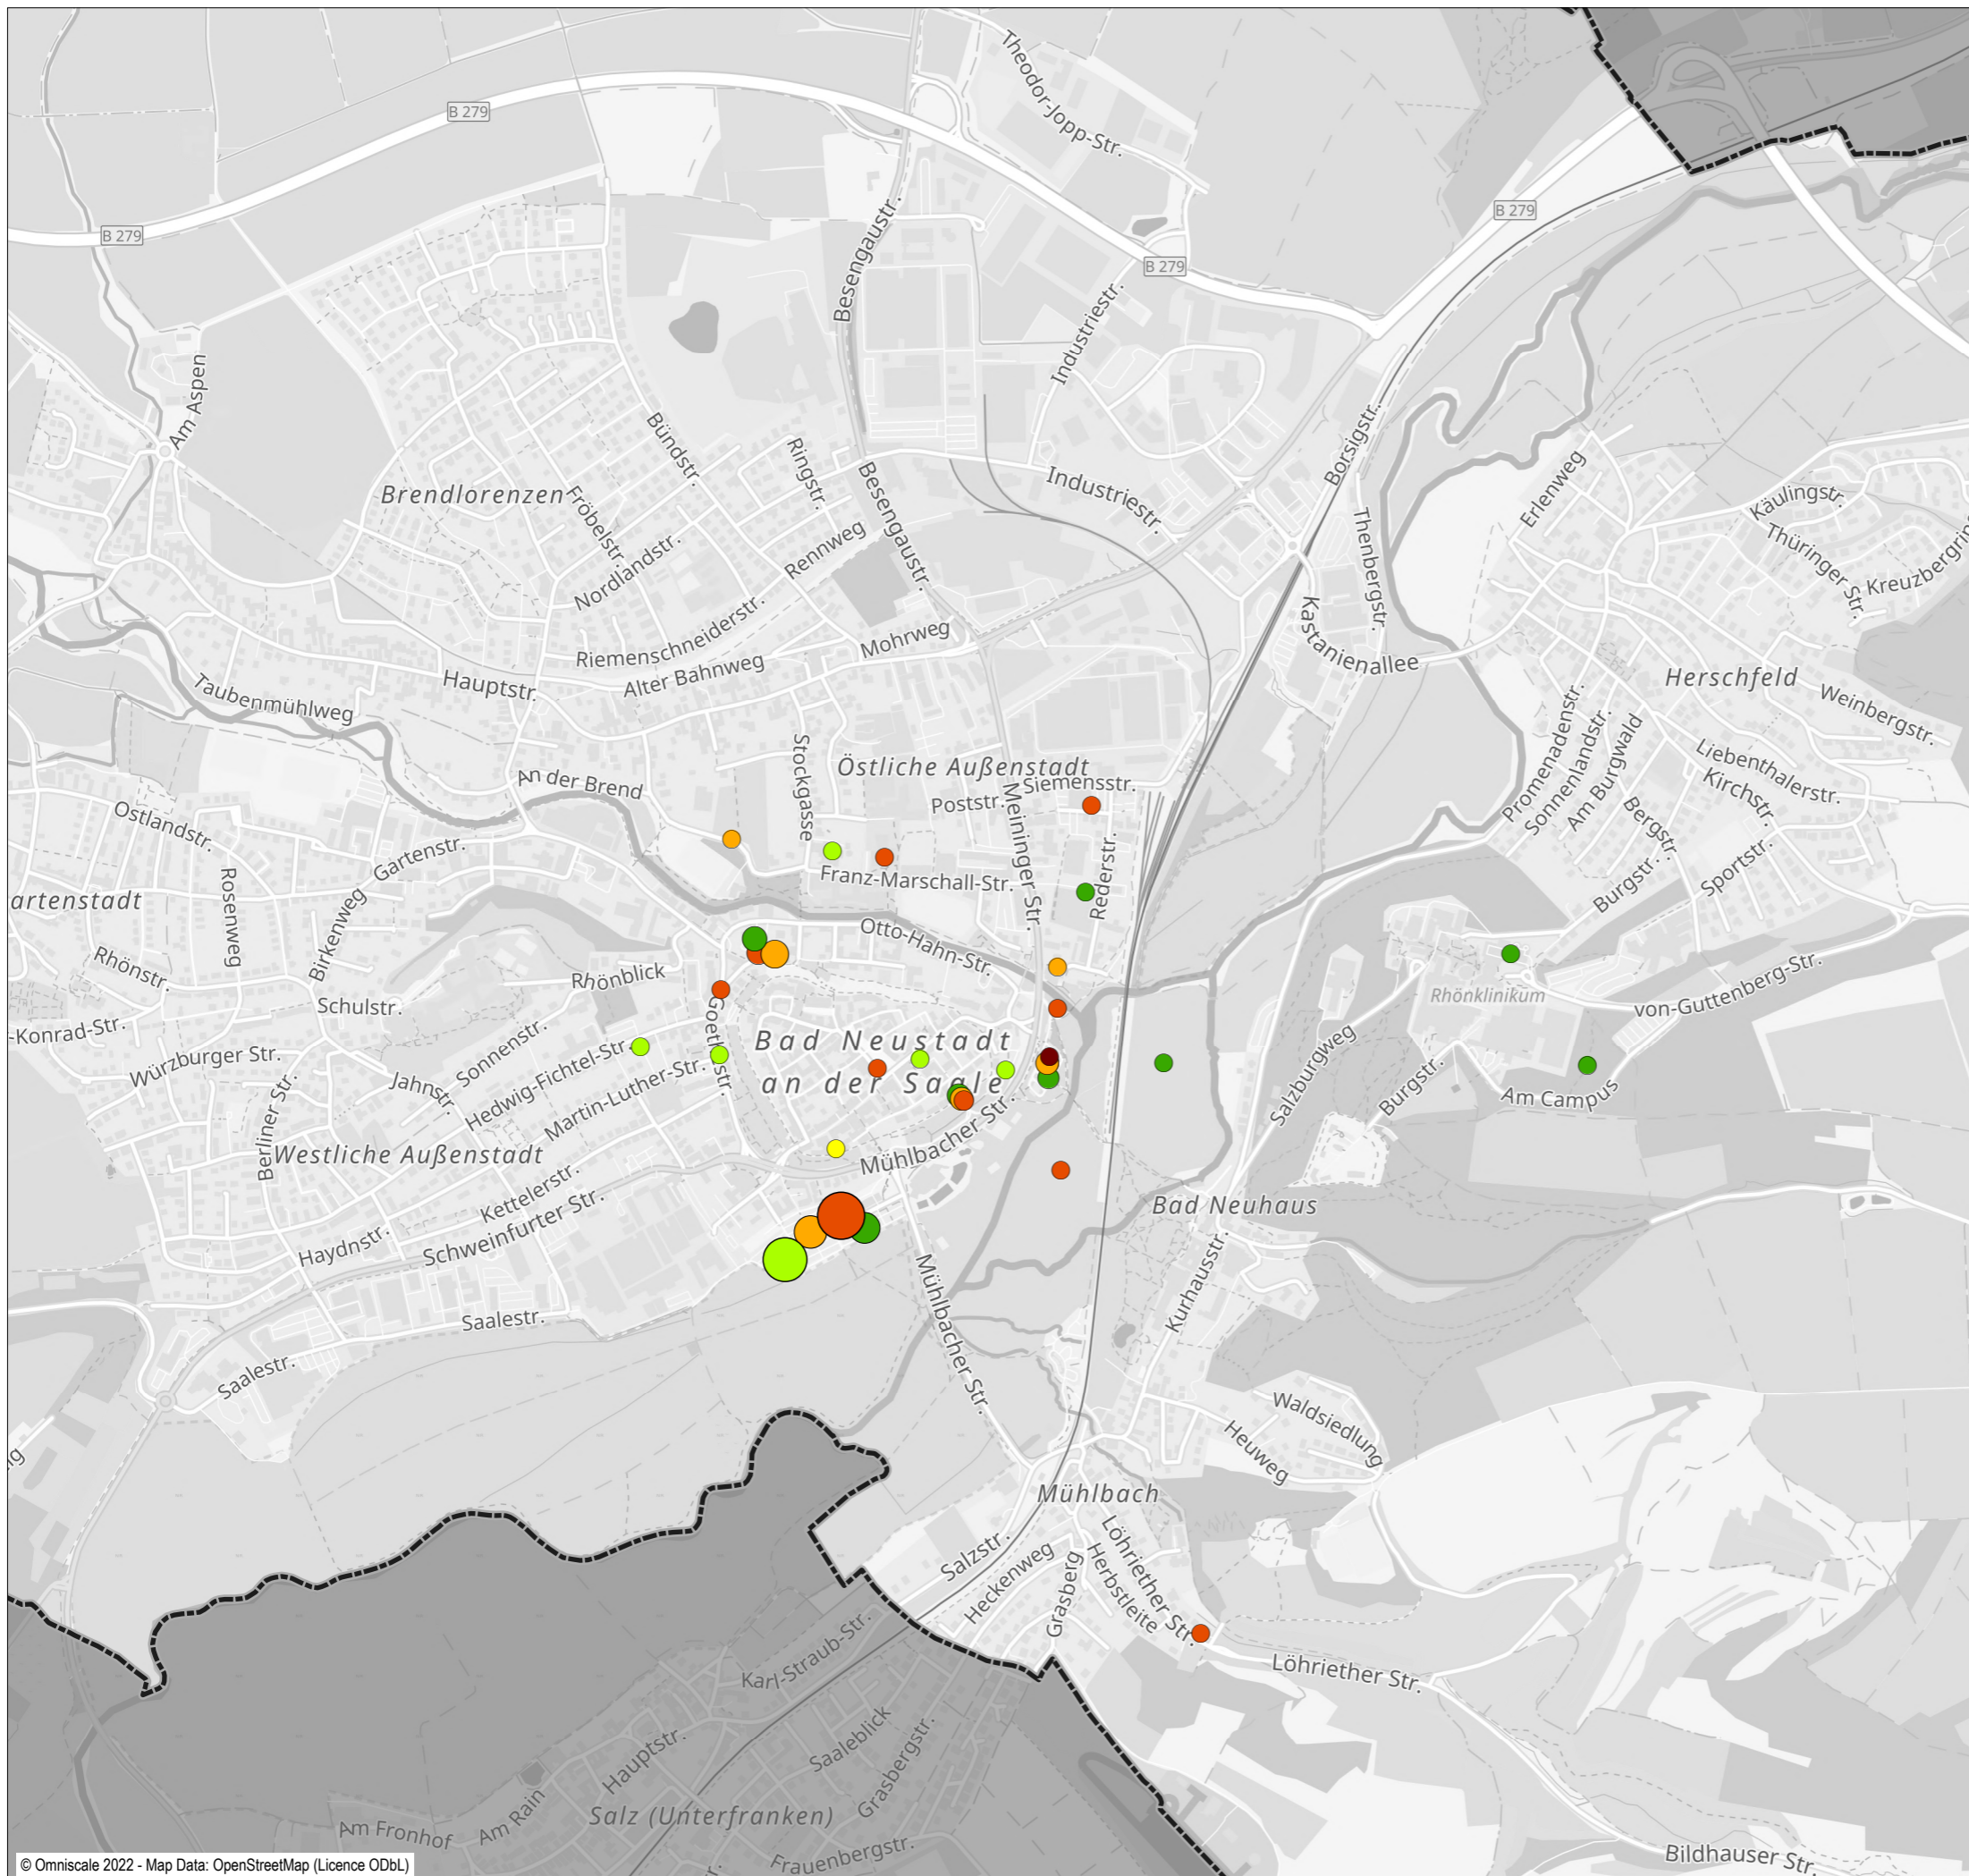 Theodor-Jopp-Str.
B 279
B 279
B 279
B 279
Besengaustr.
Industriestr.
Am Aspen
Bündstr.
Ringstr.
Borsigstr.
Brendlorenzen
Fröbelstr.
Besengaustr.
Industriestr.
Erlenweg
Käulingstr.
Thüringer Str.
Nordlandstr.
Rennweg
Thenbergstr.
Kastanienallee
Riemenschneiderstr.
Mohrweg
Alter Bahnweg
Hauptstr.
Taubenmühlweg
Herschfeld
Weinbergstr.
Promenadenstr.
Sonnenlandstr.
Am Burgwald
Liebenthalerstr.
Kirchstr.
Bergstr.
Stockgasse
Östliche Außenstadt
Siemensstr.
An der Brend
Poststr.
Meininger Str.
Ostlandstr.
Gartenstr.
Franz-Marschall-Str.
Rederstr.
Burgstr.
Sportstr.
artenstadt
Rosenweg
Birkenweg
Otto-Hahn-Str.
Rhönstr.
Rhönblick
Rhönklinikum
von-Guttenberg-Str.
Schulstr.
-Konrad-Str.
Sonnenstr.
Bad Neustadt
an der Saale
Salzburgweg
Würzburger Str.
Jahnstr.
Hedwig-Fichtel-Str.
Martin-Luther-Str.
Burgstr.
Am Campus
Berliner Str.
Westliche Außenstadt
Mühlbacher Str.
Kettelerstr.
Schweinfurter Str.
Haydnstr.
Bad Neuhaus
Kurhausstr.
Mühlbacher Str.
Saalestr.
Saalestr.
Waldsiedlung
Heuweg
Mühlbach
Salzstr.
Heckenweg
Grasberg
Löhriether Str.
Herbstleite
Löhriether Str.
Karl-Straub-Str.
Hauptstr.
Saaleblick
Grasbergstr.
Am Rain
Salz (Unterfranken)
Am Fronhof
Frauenbergstr.
Bildhauser Str.
© Omniscale 2022 - Map Data: OpenStreetMap (Licence ODbL)